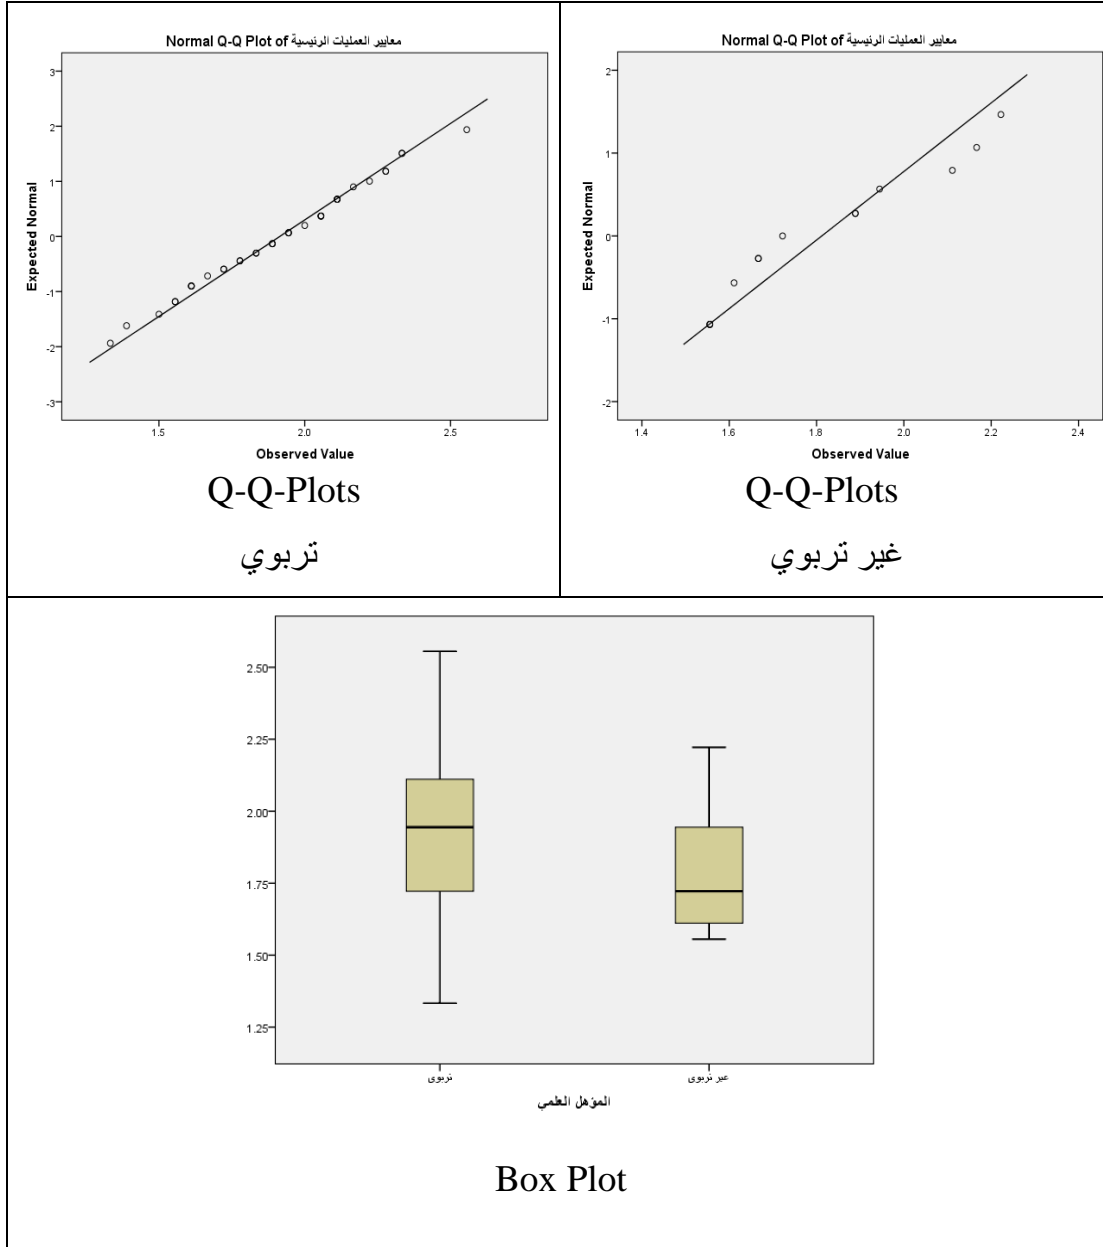 Normal Q-Q Plot of معايير العمليات الرئيسية
Expected Normal
3
2
1
0
-1
-2
-3
1.5 2.0 2.5
Observed Value
Q-Q-Plots
تربوي
Normal Q-Q Plot of معايير العمليات الرئيسية
Expected Normal
2
1
0
-1
-2
1.4 1.6 1.8 2.0 2.2 2.4
Observed Value
Q-Q-Plots
غير تربوي
2.50
2.25
2.00
1.75
1.50
1.25
تربوى غير تربوى
المؤهل العلمي
Box Plot